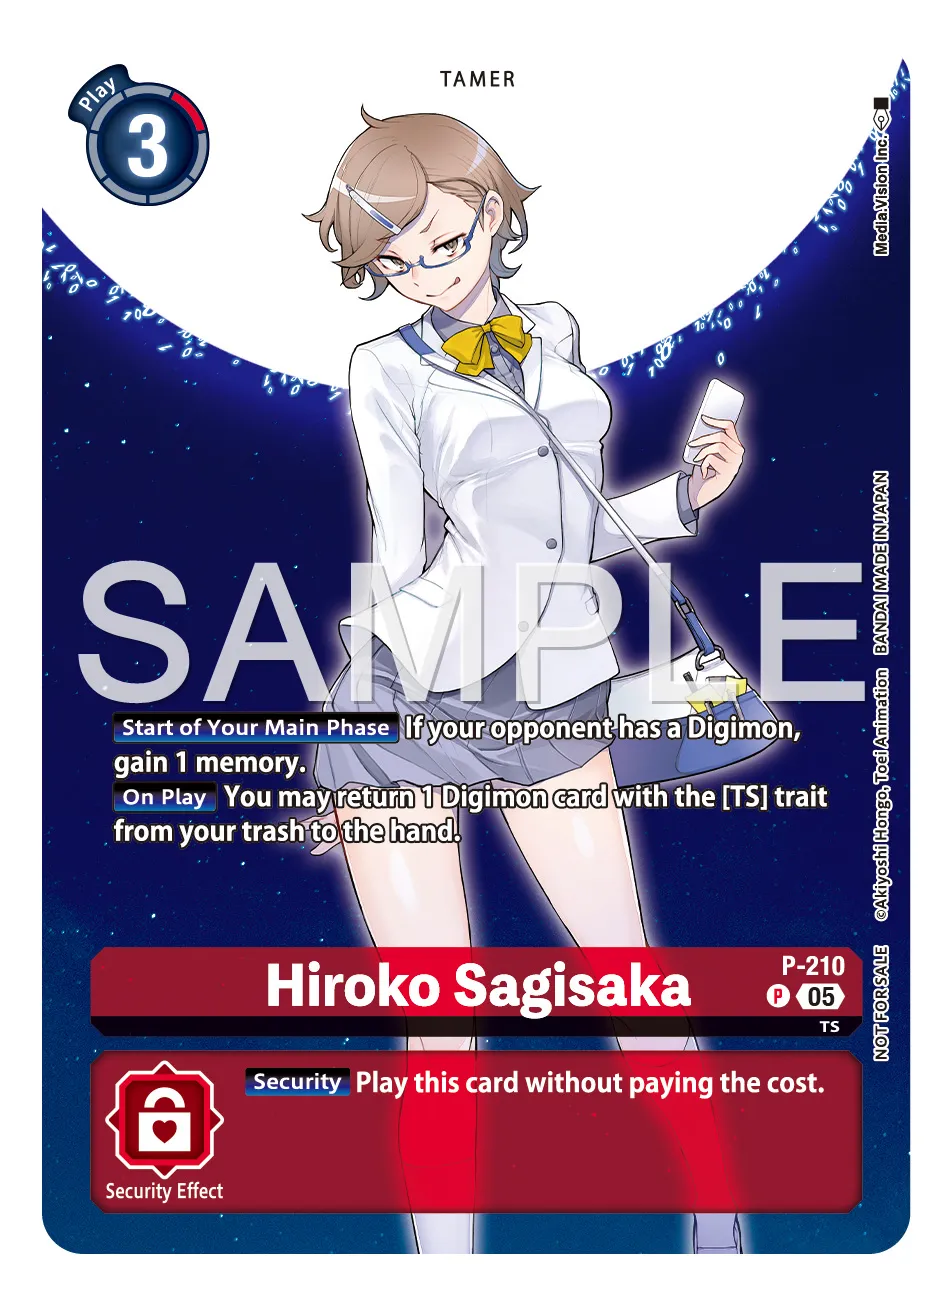 TAMER
Play
3
Media.Vision Inc.
SAMPLE
Start of Your Main Phase If your opponent has a Digimon,
gain 1 memory.
On Play You may return 1 Digimon card with the [TS] trait
from your trash to the hand.
©Akiyoshi Hongo, Toei Animation BANDAI MADE IN JAPAN
NOT FOR SALE
Hiroko Sagisaka
P-210
P 05
TS
Security Play this card without paying the cost.
Security Effect